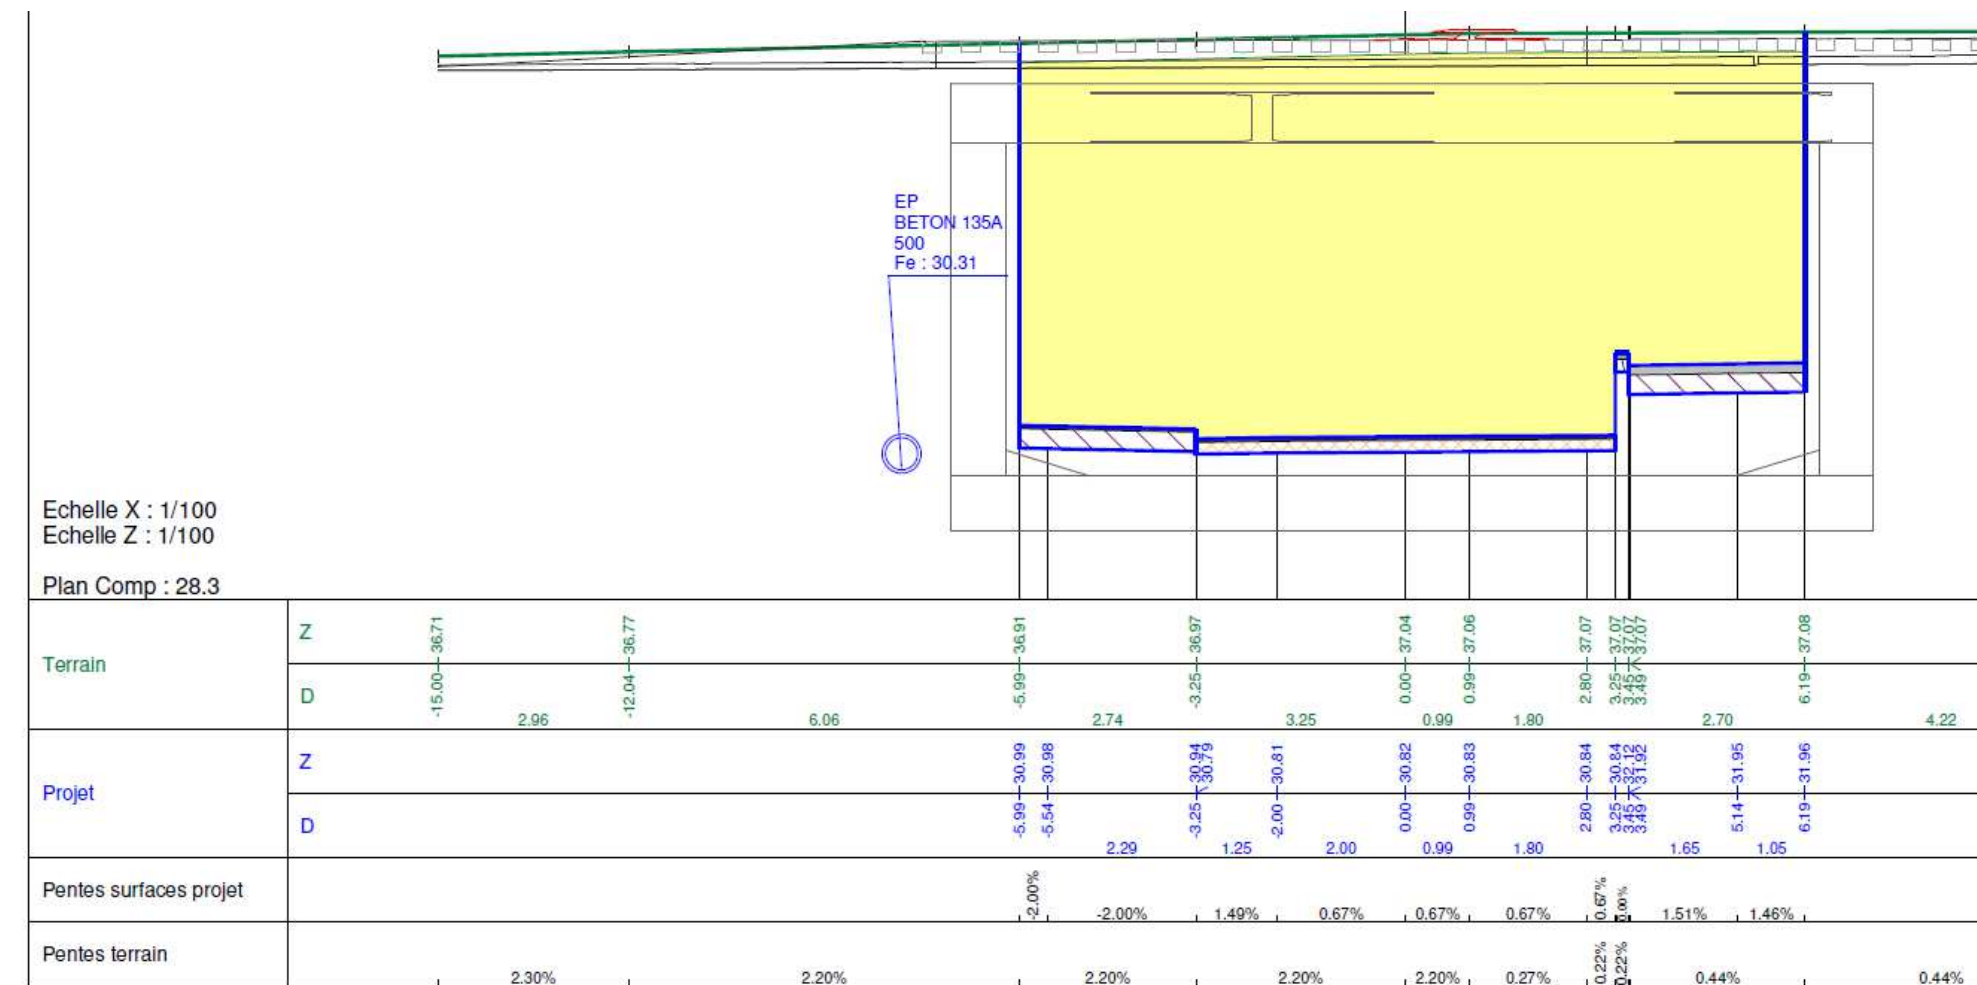 EP
BETON 135A
500
Fe : 30.31
Echelle X : 1/100
Echelle Z : 1/100
Plan Comp : 28.3
Terrain
Z
36.71 36.77 36.91 36.97 37.04 37.06 37.07 37.07 37.07 37.07 37.08
D
-15.00 -12.04 -5.99 -3.25 0.00 0.99 2.80 3.25 3.45 3.49 6.19
2.96 6.06 2.74 3.25 0.99 1.80 2.70 4.22
Projet
Z
30.99 30.98 30.94 30.79 30.81 30.82 30.83 30.84 30.84 32.12 31.92 31.95 31.96
D
-5.99 -5.54 -3.25 -2.00 0.00 0.99 2.80 3.25 3.45 3.49 5.14 6.19
2.29 1.25 2.00 0.99 1.80 1.65 1.05
Pentes surfaces projet
-2.00% -2.00% 1.49% 0.67% 0.67% 0.67% 0.67% 0.00% 1.51% 1.46%
Pentes terrain
2.30% 2.20% 2.20% 2.20% 2.20% 0.27% 0.22% 0.22% 0.44% 0.44%